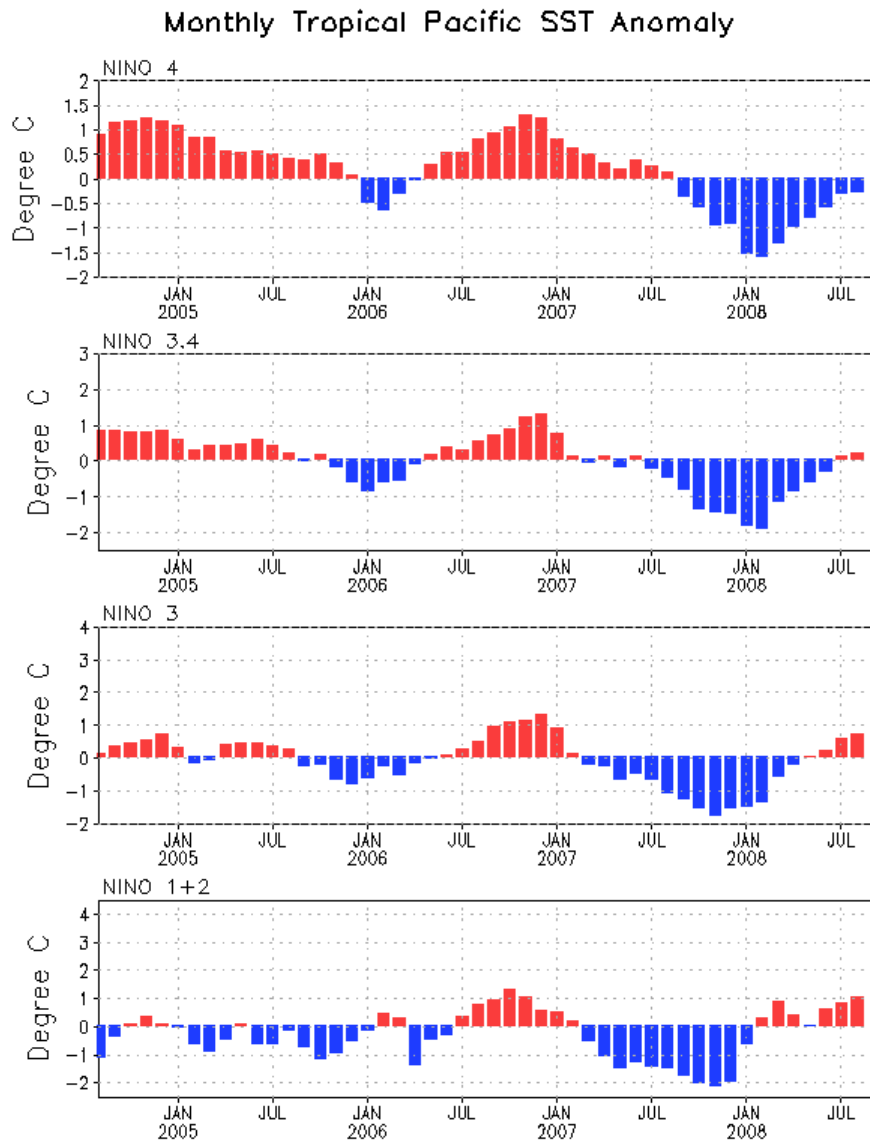 Monthly Tropical Pacific SST Anomaly
NINO 4
Degree C
2
1.5
1
0.5
0
−0.5
−1
−1.5
−2
JAN JUL JAN JUL JAN JUL JAN JUL
2005 2006 2007 2008
NINO 3.4
Degree C
3
2
1
0
−1
−2
JAN JUL JAN JUL JAN JUL JAN JUL
2005 2006 2007 2008
NINO 3
Degree C
4
3
2
1
0
−1
−2
JAN JUL JAN JUL JAN JUL JAN JUL
2005 2006 2007 2008
NINO 1+2
Degree C
4
3
2
1
0
−1
−2
JAN JUL JAN JUL JAN JUL JAN JUL
2005 2006 2007 2008